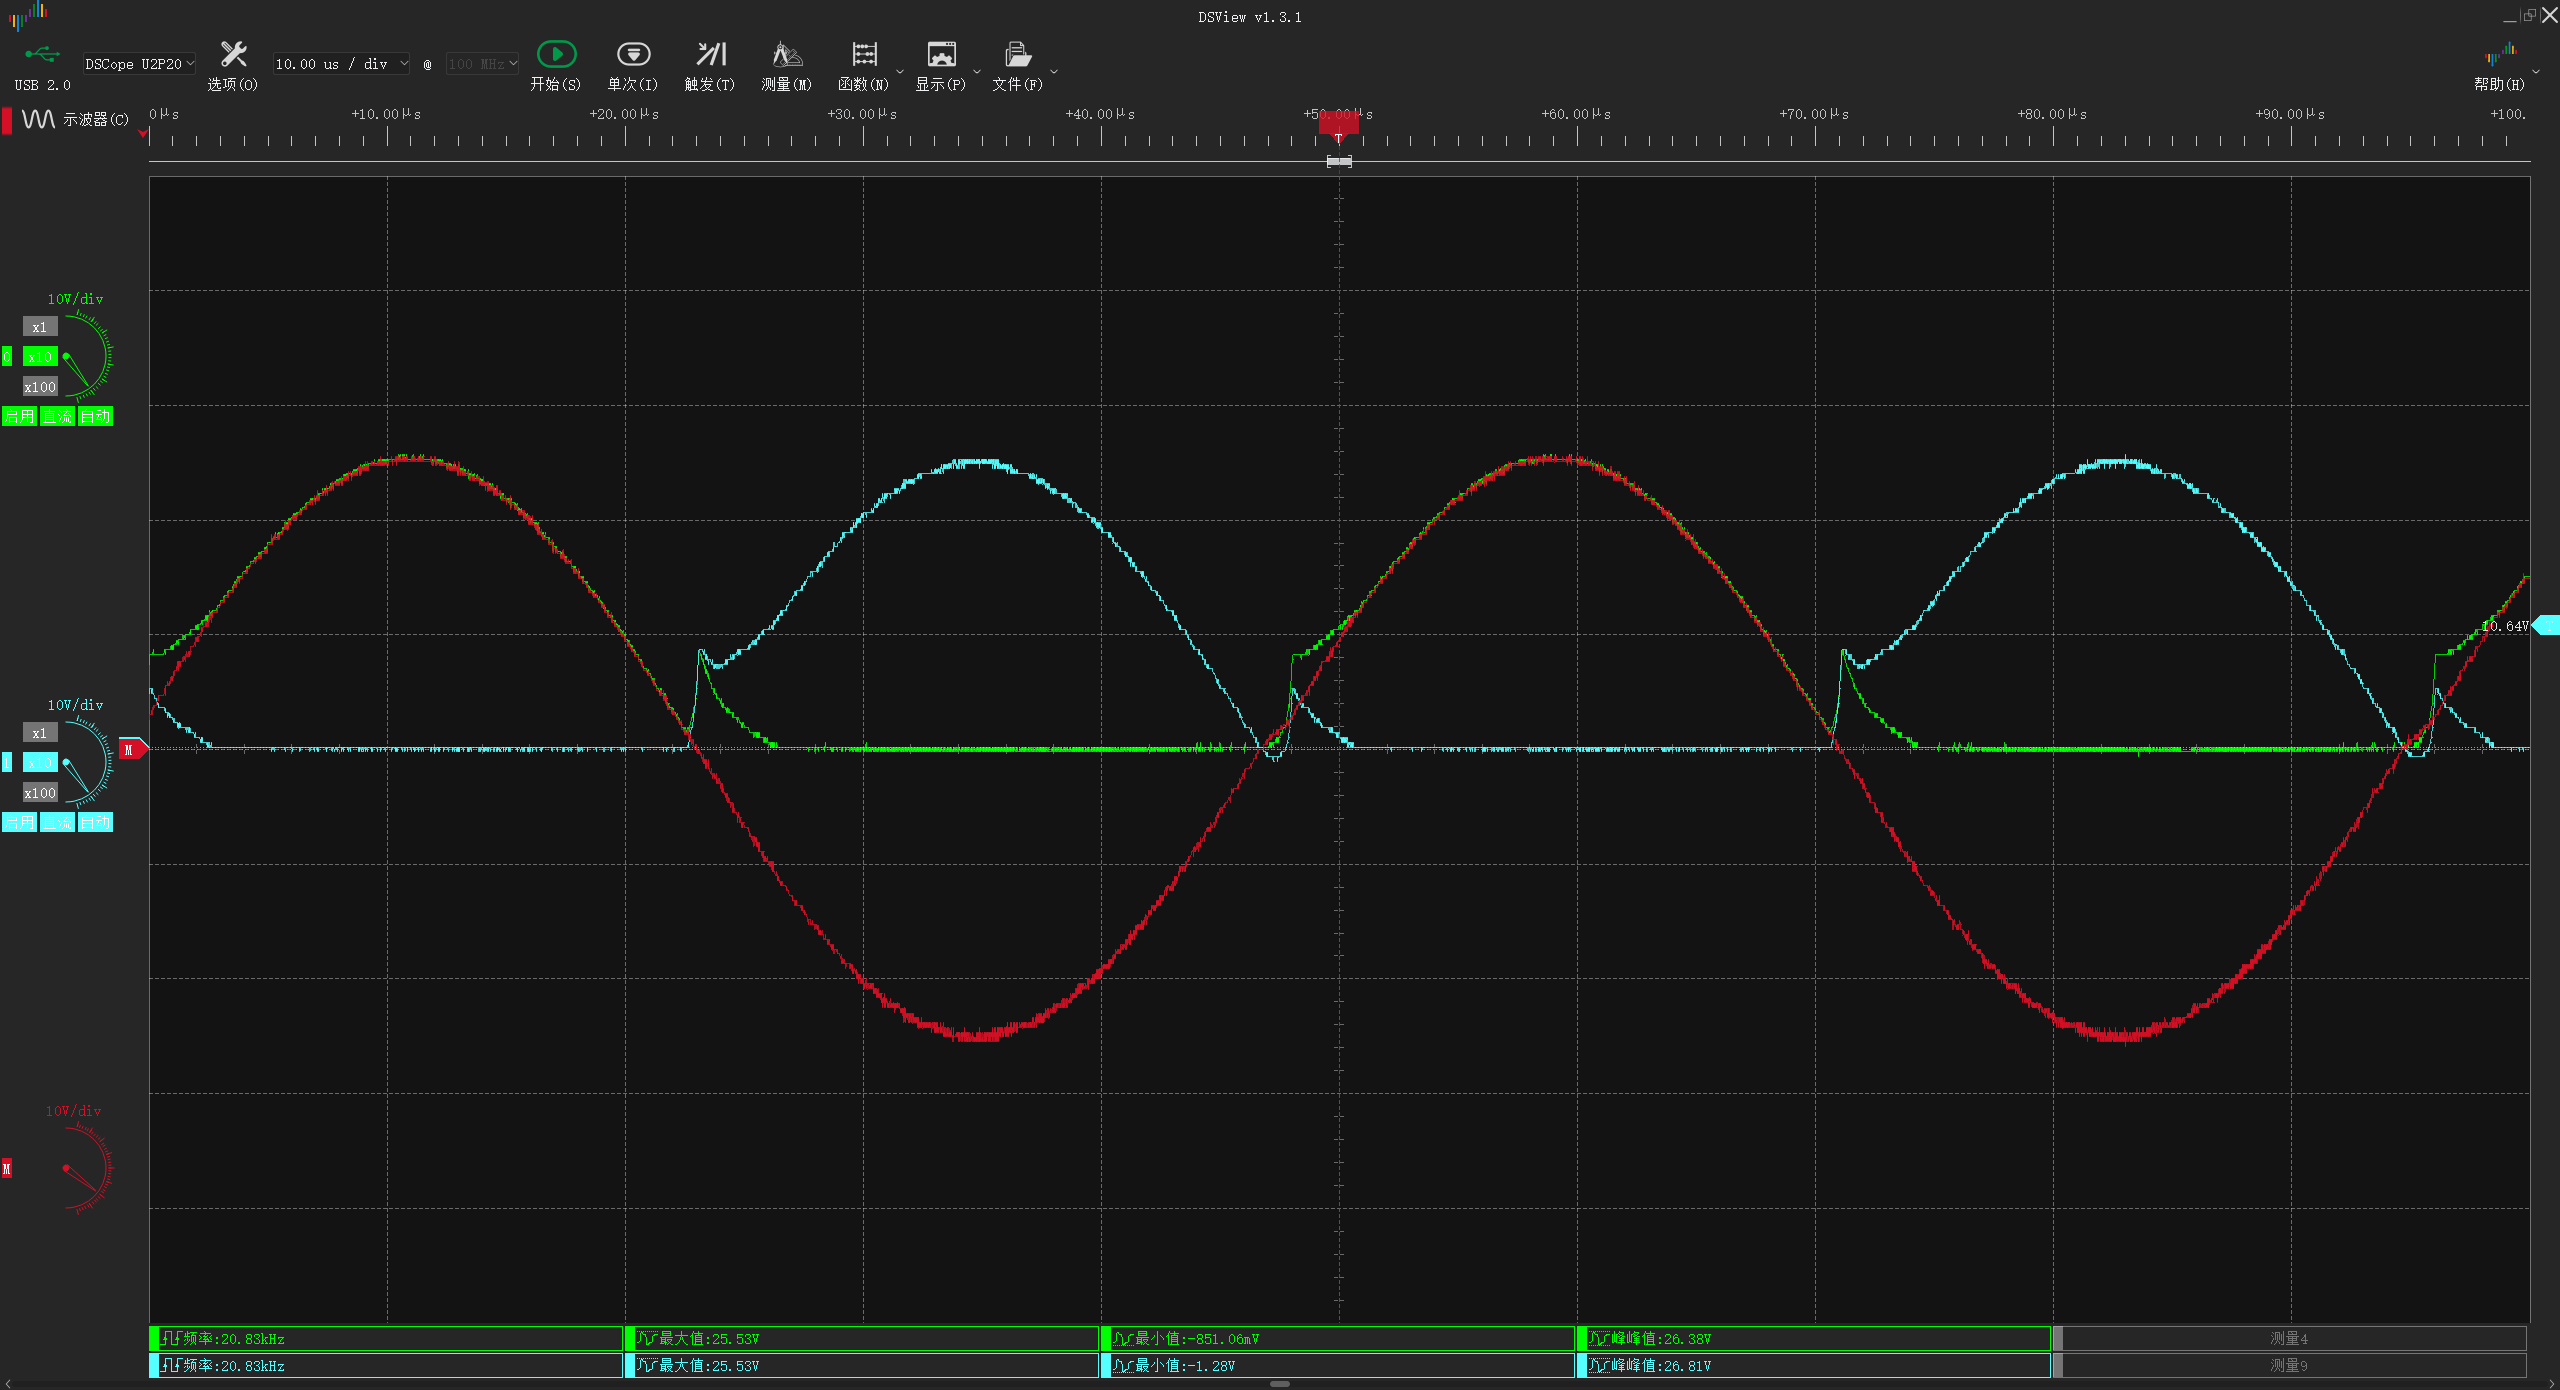 DSView v1.3.1
USB 2.0
DSCope U2P20
选项(O)
10.00 us / div
@
100 MHz
开始(S)
单次(I)
触发(T)
测量(M)
函数(N)
显示(P)
文件(F)
帮助(H)
示波器(C)
0μs
+10.00μs
+20.00μs
+30.00μs
+40.00μs
+50.00μs
+60.00μs
+70.00μs
+80.00μs
+90.00μs
+100.
T
10V/div
x1
0
x10
x100
启用 直流 自动
10.64V
T
10V/div
x1
1
x10
x100
启用 直流 自动
M
10V/div
M
频率:20.83kHz
最大值:25.53V
最小值:-851.06mV
峰峰值:26.38V
测量4
频率:20.83kHz
最大值:25.53V
最小值:-1.28V
峰峰值:26.81V
测量9